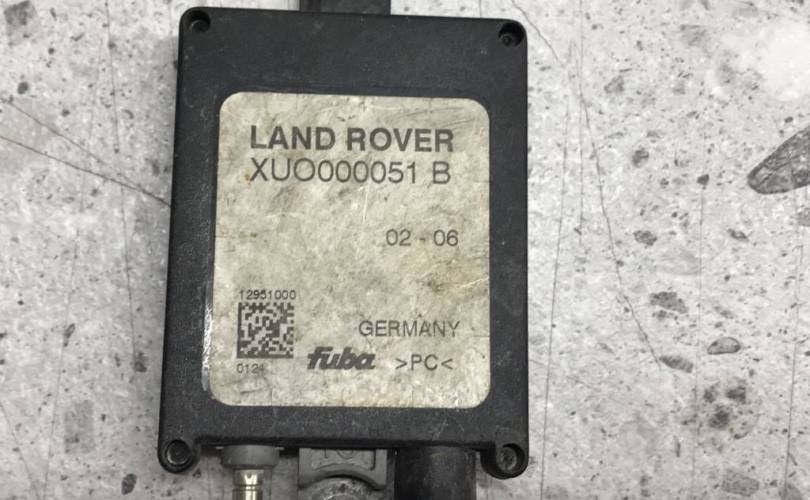 LAND ROVER
XUO000051 B
02 - 06
12951000
GERMANY
0124
fuba >PC<